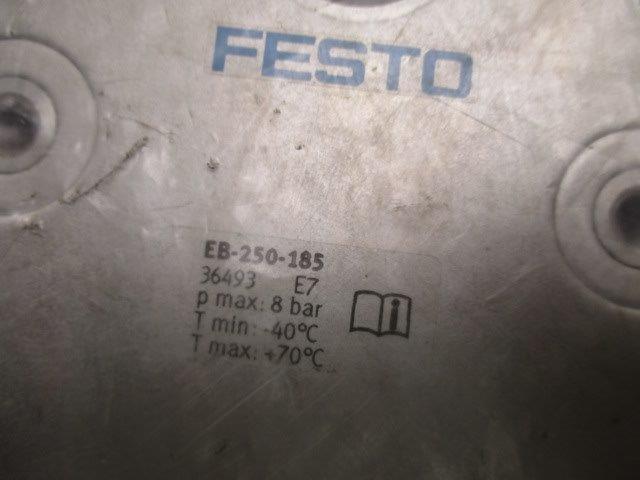 FESTO
EB-250-185
36493 E7
p max: 8 bar
T min: -40°C
T max: +70°C